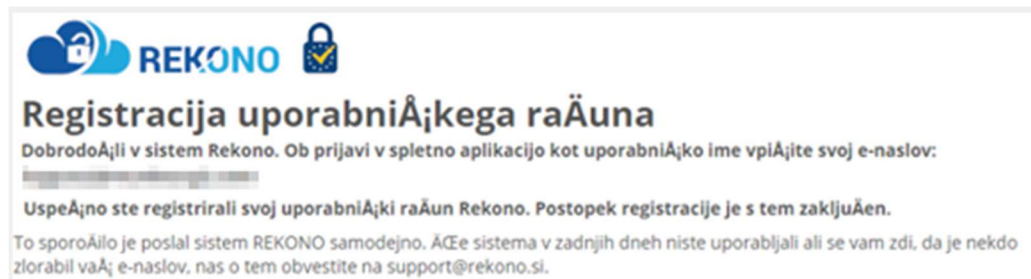 REKONO
Registracija uporabniÅ¡kega raÄuna
DobrodoÅ¡li v sistem Rekono. Ob prijavi v spletno aplikacijo kot uporabniÅ¡ko ime vpiÅ¡ite svoj e-naslov:
UspeÅ¡no ste registrirali svoj uporabniÅ¡ki raÄun Rekono. Postopek registracije je s tem zakljuÄen.
To sporoÄilo je poslal sistem REKONO samodejno. ÄŒe sistema v zadnjih dneh niste uporabljali ali se vam zdi, da je nekdo
zlorabil vaÅ¡ e-naslov, nas o tem obvestite na support@rekono.si.